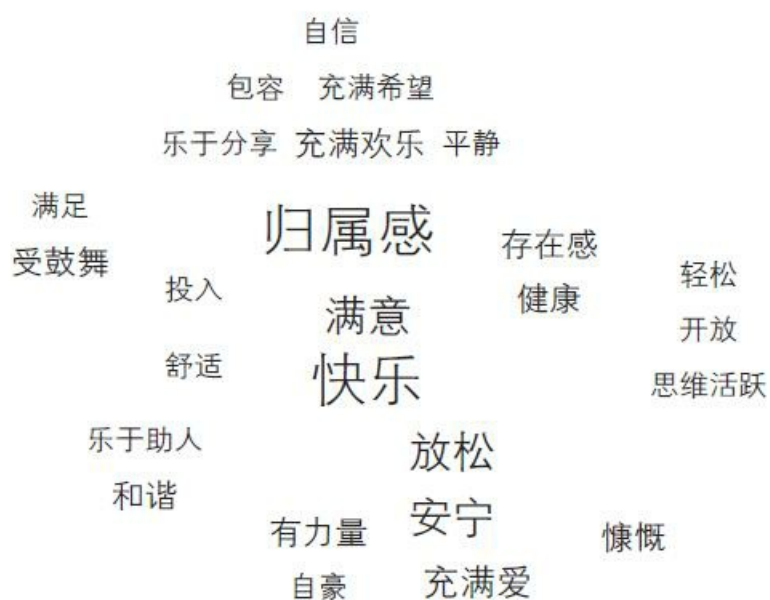 自信
包容 充满希望
乐于分享 充满欢乐 平静
满足
归属感
存在感
受鼓舞
轻松
投入
健康
满意
开放
舒适
快乐
思维活跃
乐于助人
放松
和谐
安宁
有力量
慷慨
自豪
充满爱